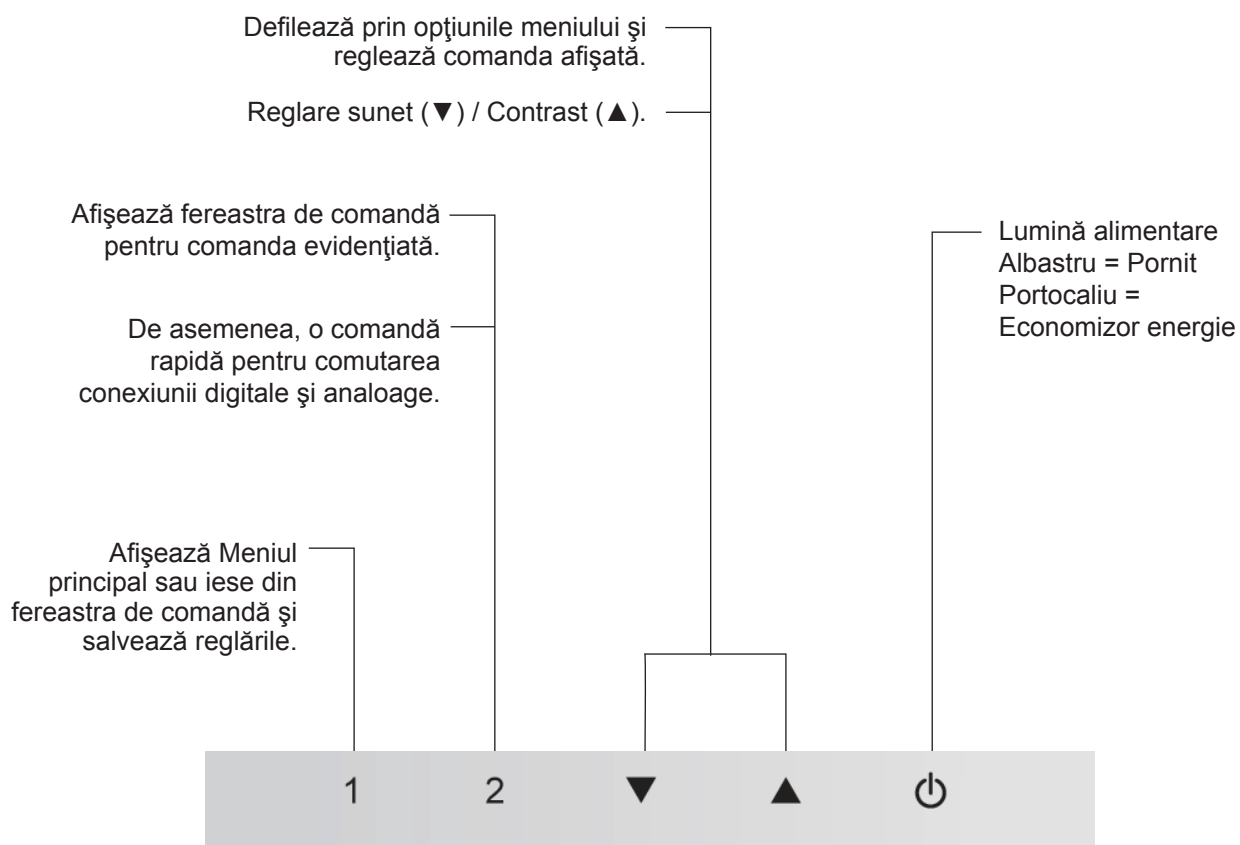 Defilează prin opţiunile meniului şi
reglează comanda afişată.
Reglare sunet (▼) / Contrast (▲).
Afişează fereastra de comandă
pentru comanda evidenţiată.
De asemenea, o comandă
rapidă pentru comutarea
conexiunii digitale şi analoage.
Lumină alimentare
Albastru = Pornit
Portocaliu =
Economizor energie
Afişează Meniul
principal sau iese din
fereastra de comandă şi
salvează reglările.
1 2 ▼ ▲ ⏻